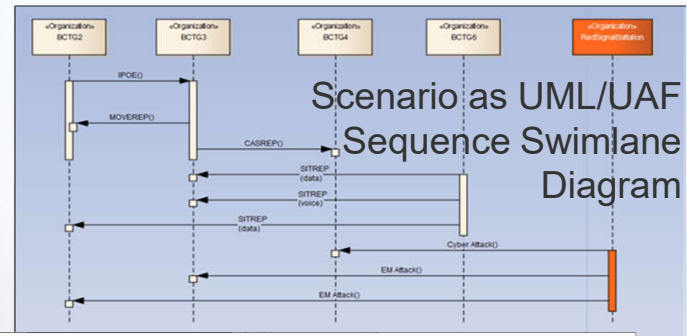 «Organization» «Organization» «Organization» «Organization» «Organization»
BCTG2 BCTG3 BCTG4 BCTG6 RedSignalBattalion
IPOE()
Scenario as UML/UAF
MOVEREP()
Sequence Swimlane
CASREP()
SITREP
(data)
Diagram
SITREP
(voice)
SITREP
(data)
Cyber Attack()
EM Attack()
EM Attack()